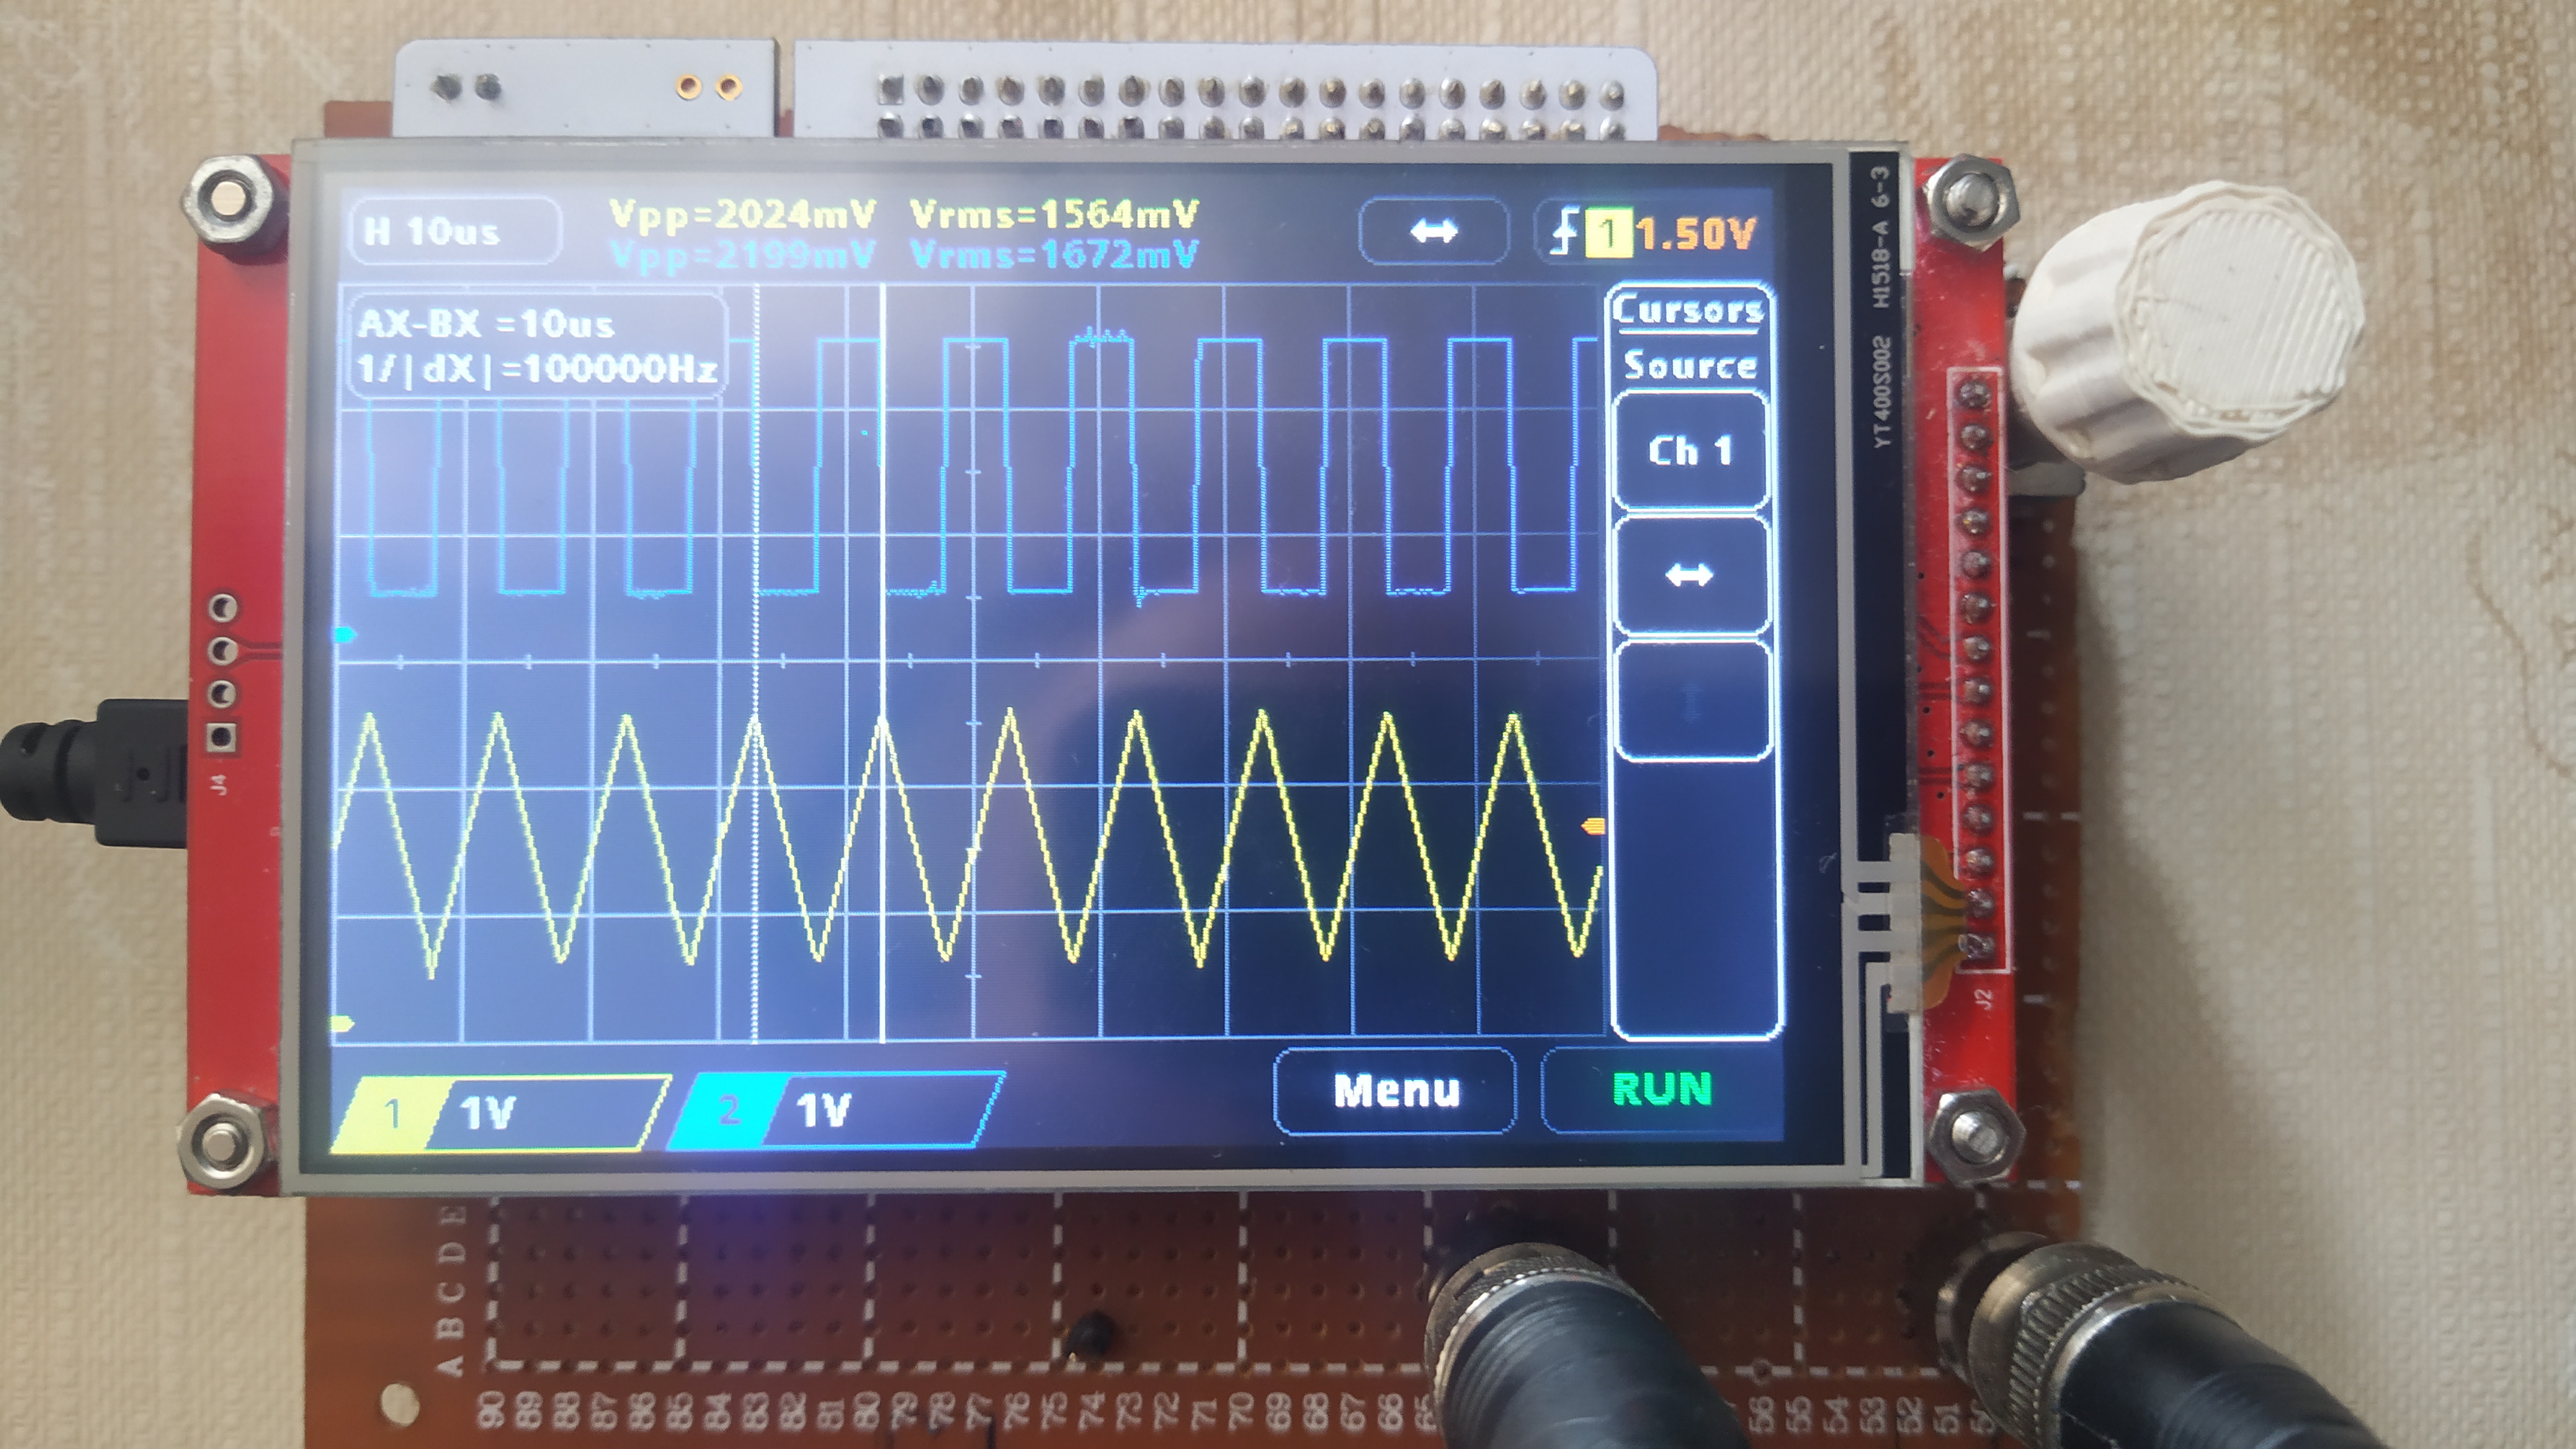 H 10us
Vpp=2024mV Vrms=1564mV
Vpp=2199mV Vrms=1672mV
1 1.50V
AX-BX =10us
1/|dX|=100000Hz
Cursors
Source
Ch 1
1 1V
2 1V
Menu
RUN
YT400S002 H1518-A 6-3
J4
J2
A B C D E
90 89 88 87 86 85 84 83 82 81 80 79 78 77 76 75 74 73 72 71 70 69 68 67 66 65 56 55 54 53 52 51 50